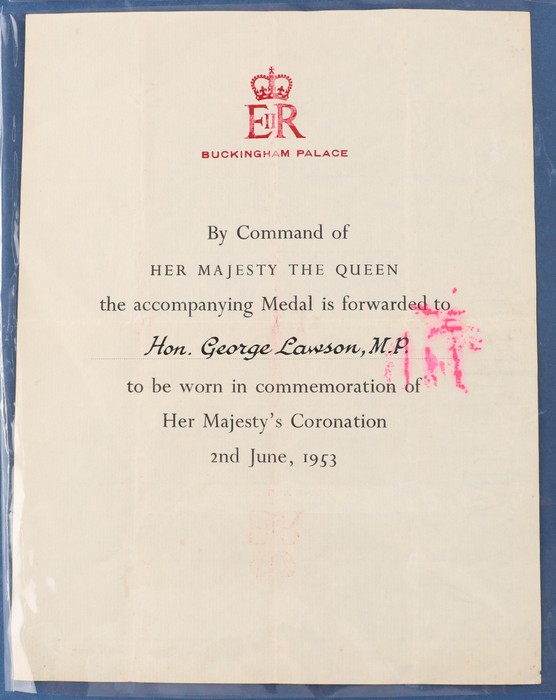 EIIR
BUCKINGHAM PALACE
By Command of
HER MAJESTY THE QUEEN
the accompanying Medal is forwarded to
Hon. George Lawson, M.P.
to be worn in commemoration of
Her Majesty's Coronation
2nd June, 1953